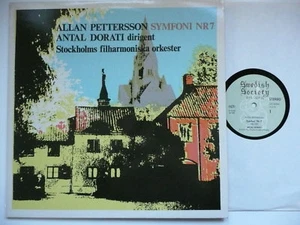 ALLAN PETTERSSON SYMFONI NR7
ANTAL DORATI dirigent
Stockholms filharmoniska orkester
Swedish
Society